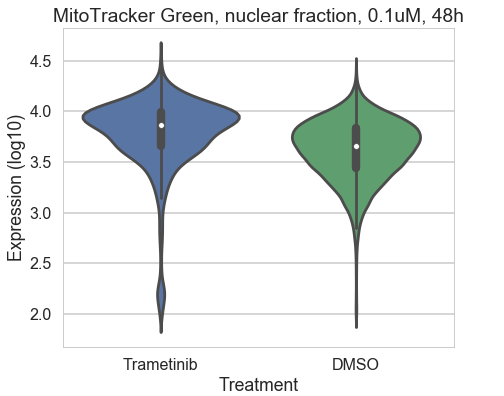 MitoTracker Green, nuclear fraction, 0.1uM, 48h
4.5
4.0
3.5
3.0
2.5
2.0
Expression (log10)
Trametinib DMSO
Treatment